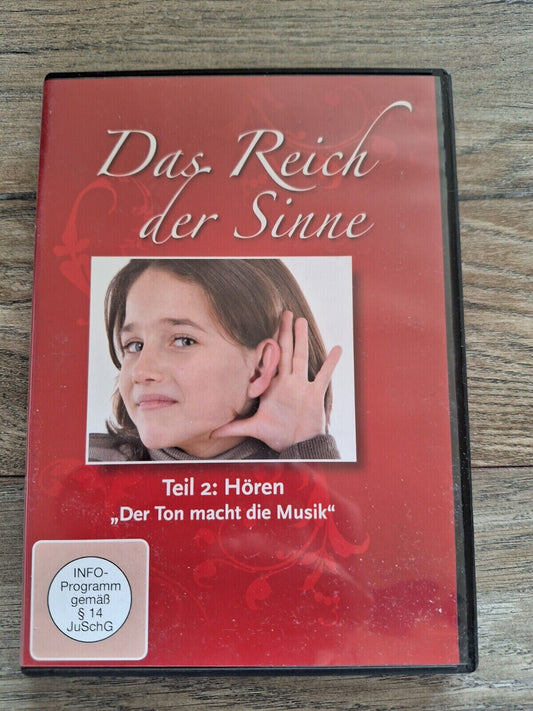 Das Reich
der Sinne
Teil 2: Hören
„Der Ton macht die Musik“
INFO-
Programm
gemäß
§ 14
JuSchG